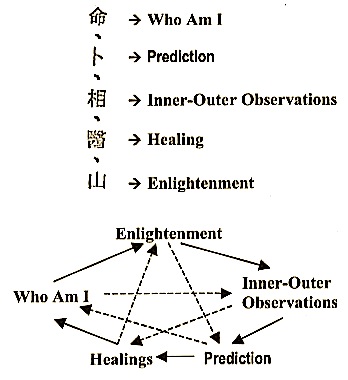 命 → Who Am I
、
卜 → Prediction
、
相 → Inner-Outer Observations
、
醫 → Healing
、
山 → Enlightenment
Enlightenment
Who Am I
Inner-Outer
Observations
Healings
Prediction